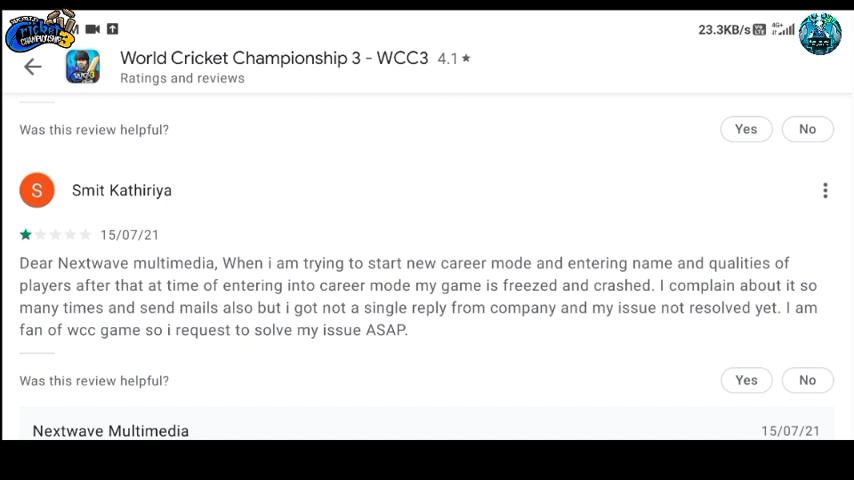 WORLD
CRICKET
CHAMPIONSHIP 3
23.3KB/s 4G+
World Cricket Championship 3 - WCC3 4.1★
Ratings and reviews
Was this review helpful? Yes No
S Smit Kathiriya
15/07/21
Dear Nextwave multimedia, When i am trying to start new career mode and entering name and qualities of
players after that at time of entering into career mode my game is freezed and crashed. I complain about it so
many times and send mails also but i got not a single reply from company and my issue not resolved yet. I am
fan of wcc game so i request to solve my issue ASAP.
Was this review helpful? Yes No
Nextwave Multimedia 15/07/21